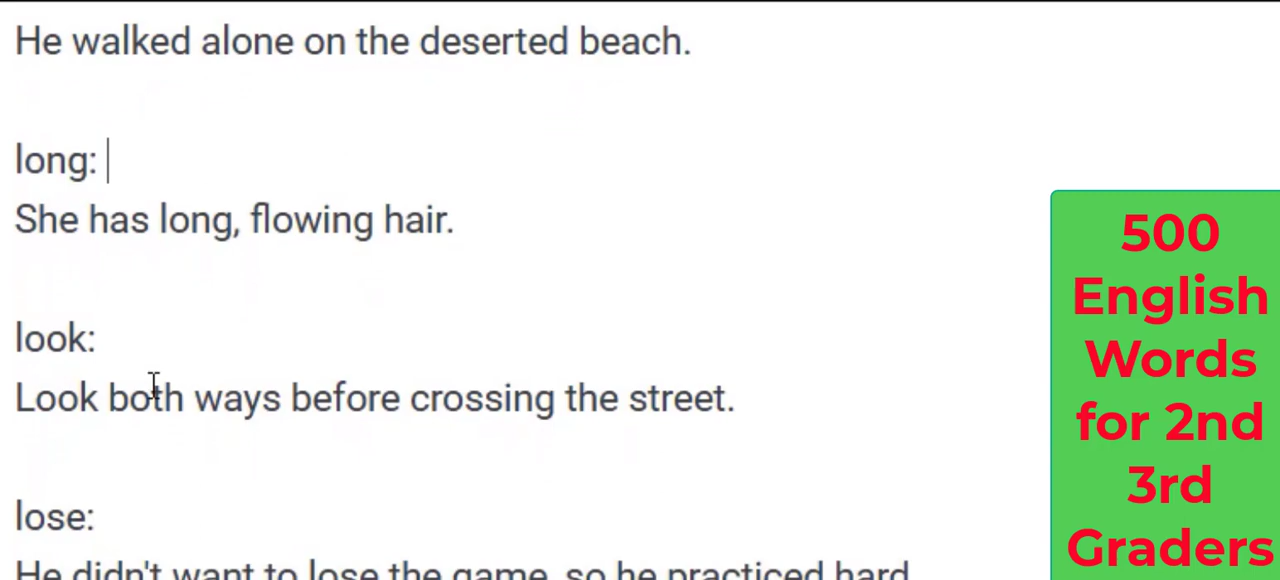 He walked alone on the deserted beach.
long:
She has long, flowing hair.
look:
Look both ways before crossing the street.
lose:
He didn't want to lose the game, so he practiced hard
500
English
Words
for 2nd
3rd
Graders